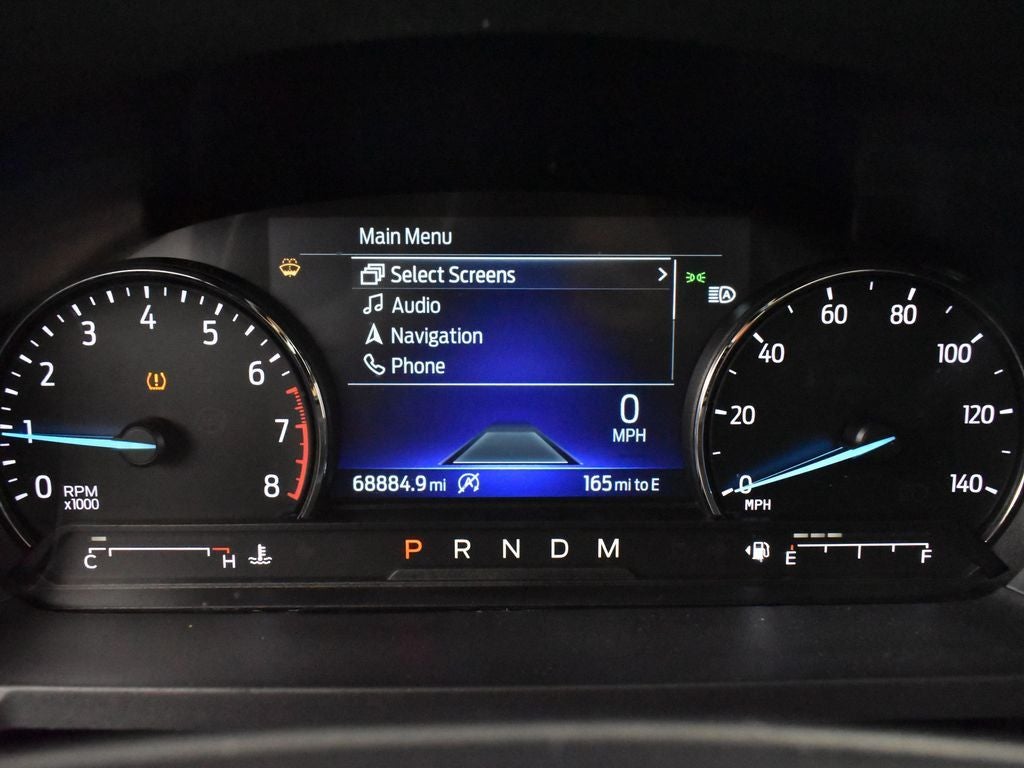 Main Menu
Select Screens
Audio
Navigation
Phone
0
MPH
68884.9 mi
165 mi to E
0 1 2 3 4 5 6 7 8
RPM
x1000
0 20 40 60 80 100 120 140
MPH
C H
P R N D M
E F